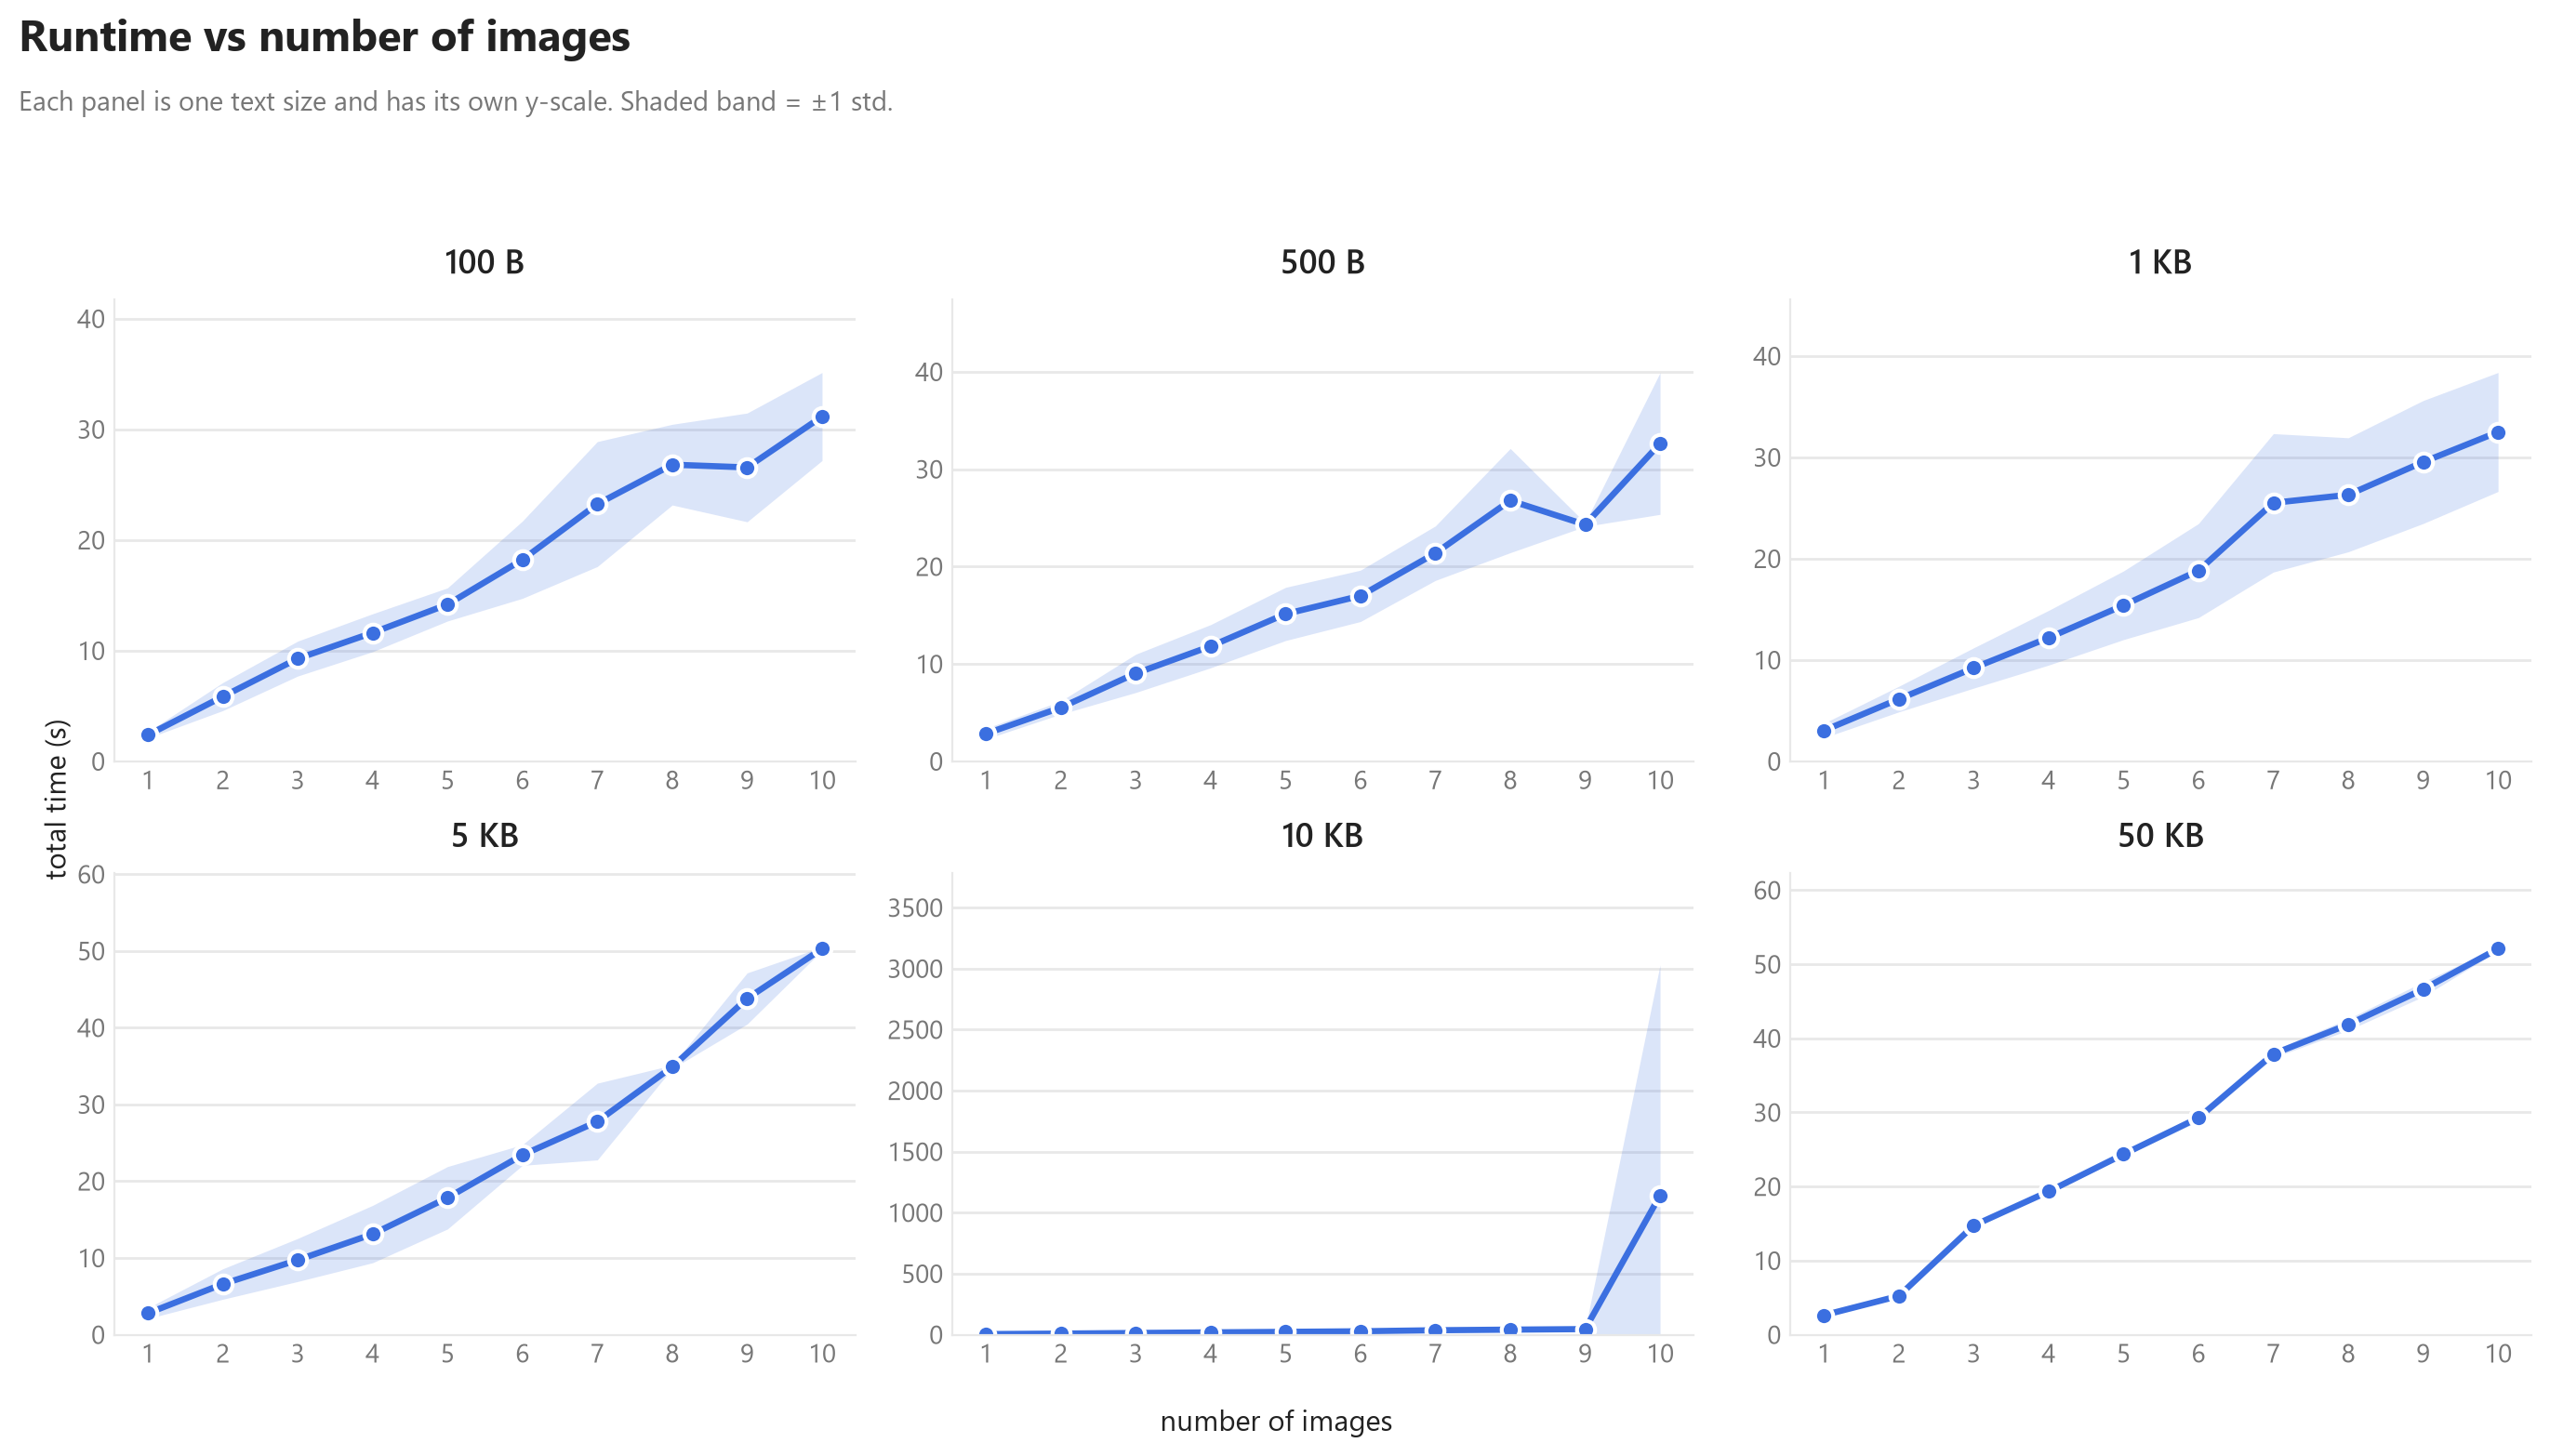 Runtime vs number of images
Each panel is one text size and has its own y-scale. Shaded band = ±1 std.
total time (s)
100 B
40
30
20
10
0
1 2 3 4 5 6 7 8 9 10
500 B
40
30
20
10
0
1 2 3 4 5 6 7 8 9 10
1 KB
40
30
20
10
0
1 2 3 4 5 6 7 8 9 10
5 KB
60
50
40
30
20
10
0
1 2 3 4 5 6 7 8 9 10
10 KB
3500
3000
2500
2000
1500
1000
500
0
1 2 3 4 5 6 7 8 9 10
50 KB
60
50
40
30
20
10
0
1 2 3 4 5 6 7 8 9 10
number of images